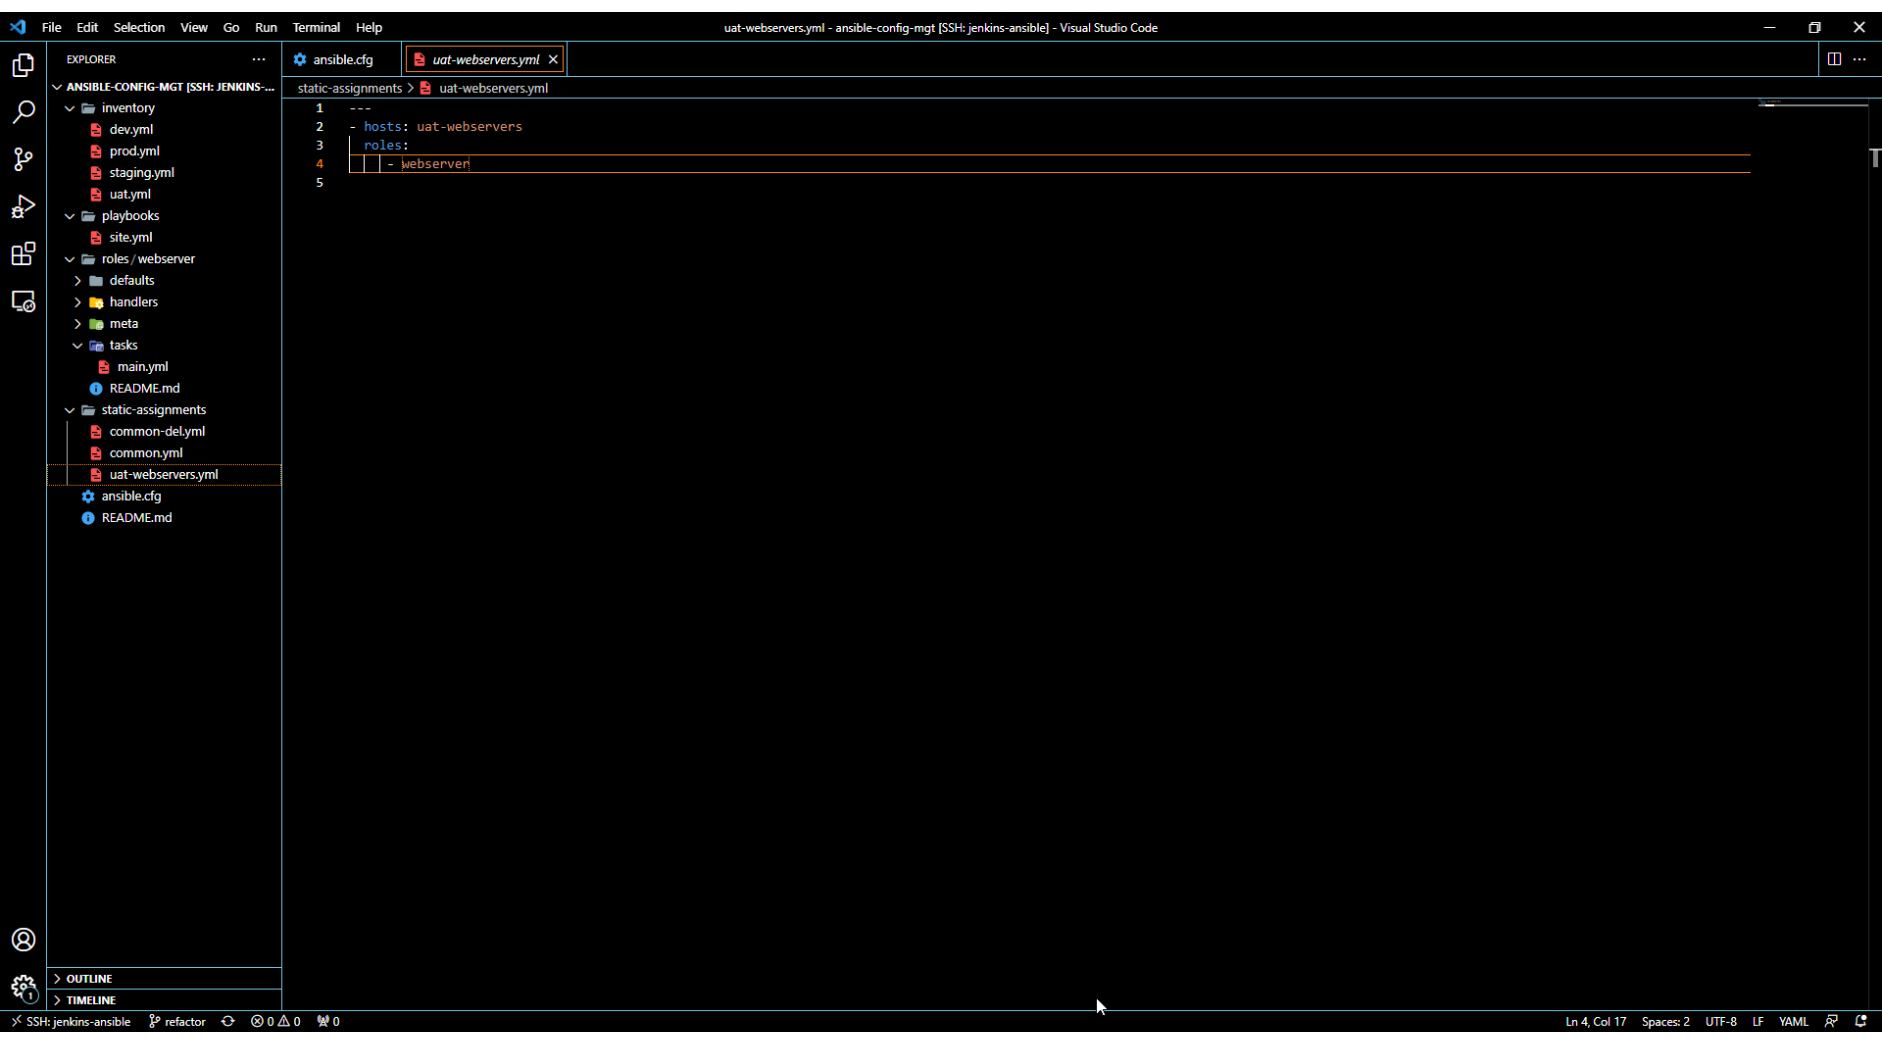 File Edit Selection View Go Run Terminal Help
uat-webservers.yml - ansible-config-mgt [SSH: jenkins-ansible] - Visual Studio Code
EXPLORER ...
ANSIBLE-CONFIG-MGT [SSH: JENKINS-...
inventory
dev.yml
prod.yml
staging.yml
uat.yml
playbooks
site.yml
roles/webserver
defaults
handlers
meta
tasks
main.yml
README.md
static-assignments
common-del.yml
common.yml
uat-webservers.yml
ansible.cfg
README.md
OUTLINE
TIMELINE
ansible.cfg uat-webservers.yml
static-assignments > uat-webservers.yml
1 ---
2 - hosts: uat-webservers
3 roles:
4 - webserver
5
1
SSH: jenkins-ansible refactor 0 0 0 Ln 4, Col 17 Spaces: 2 UTF-8 LF YAML